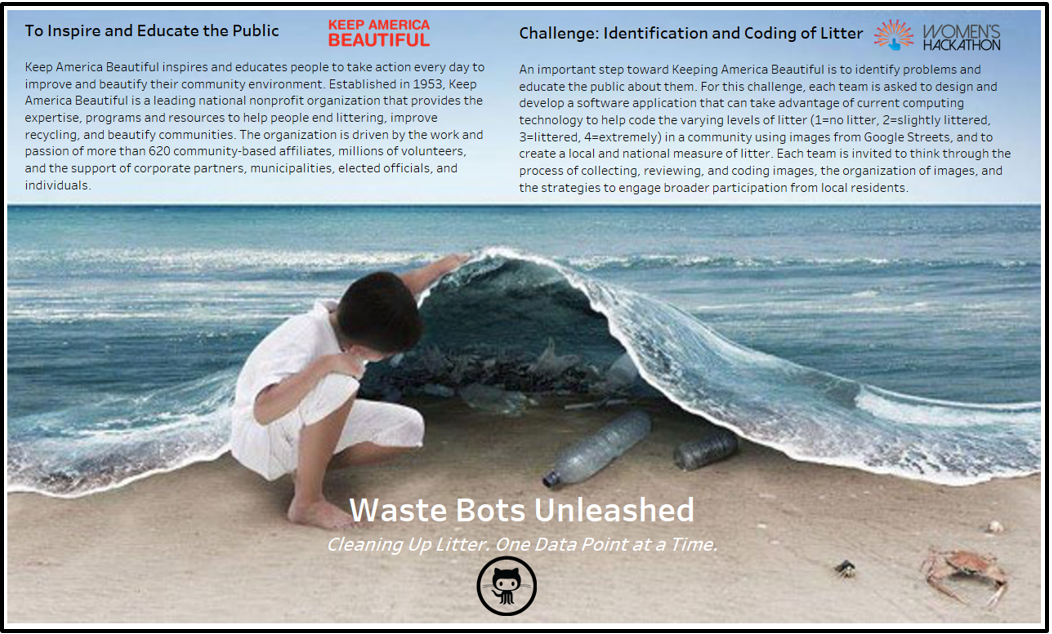 To Inspire and Educate the Public
KEEP AMERICA
BEAUTIFUL
Keep America Beautiful inspires and educates people to take action every day to
improve and beautify their community environment. Established in 1953, Keep
America Beautiful is a leading national nonprofit organization that provides the
expertise, programs and resources to help people end littering, improve
recycling, and beautify communities. The organization is driven by the work and
passion of more than 620 community-based affiliates, millions of volunteers,
and the support of corporate partners, municipalities, elected officials, and
individuals.
Challenge: Identification and Coding of Litter
WOMEN'S
HACKATHON
An important step toward Keeping America Beautiful is to identify problems and
educate the public about them. For this challenge, each team is asked to design and
develop a software application that can take advantage of current computing
technology to help code the varying levels of litter (1=no litter, 2=slightly littered,
3=littered, 4=extremely) in a community using images from Google Streets, and to
create a local and national measure of litter. Each team is invited to think through the
process of collecting, reviewing, and coding images, the organization of images, and
the strategies to engage broader participation from local residents.
Waste Bots Unleashed
Cleaning Up Litter. One Data Point at a Time.